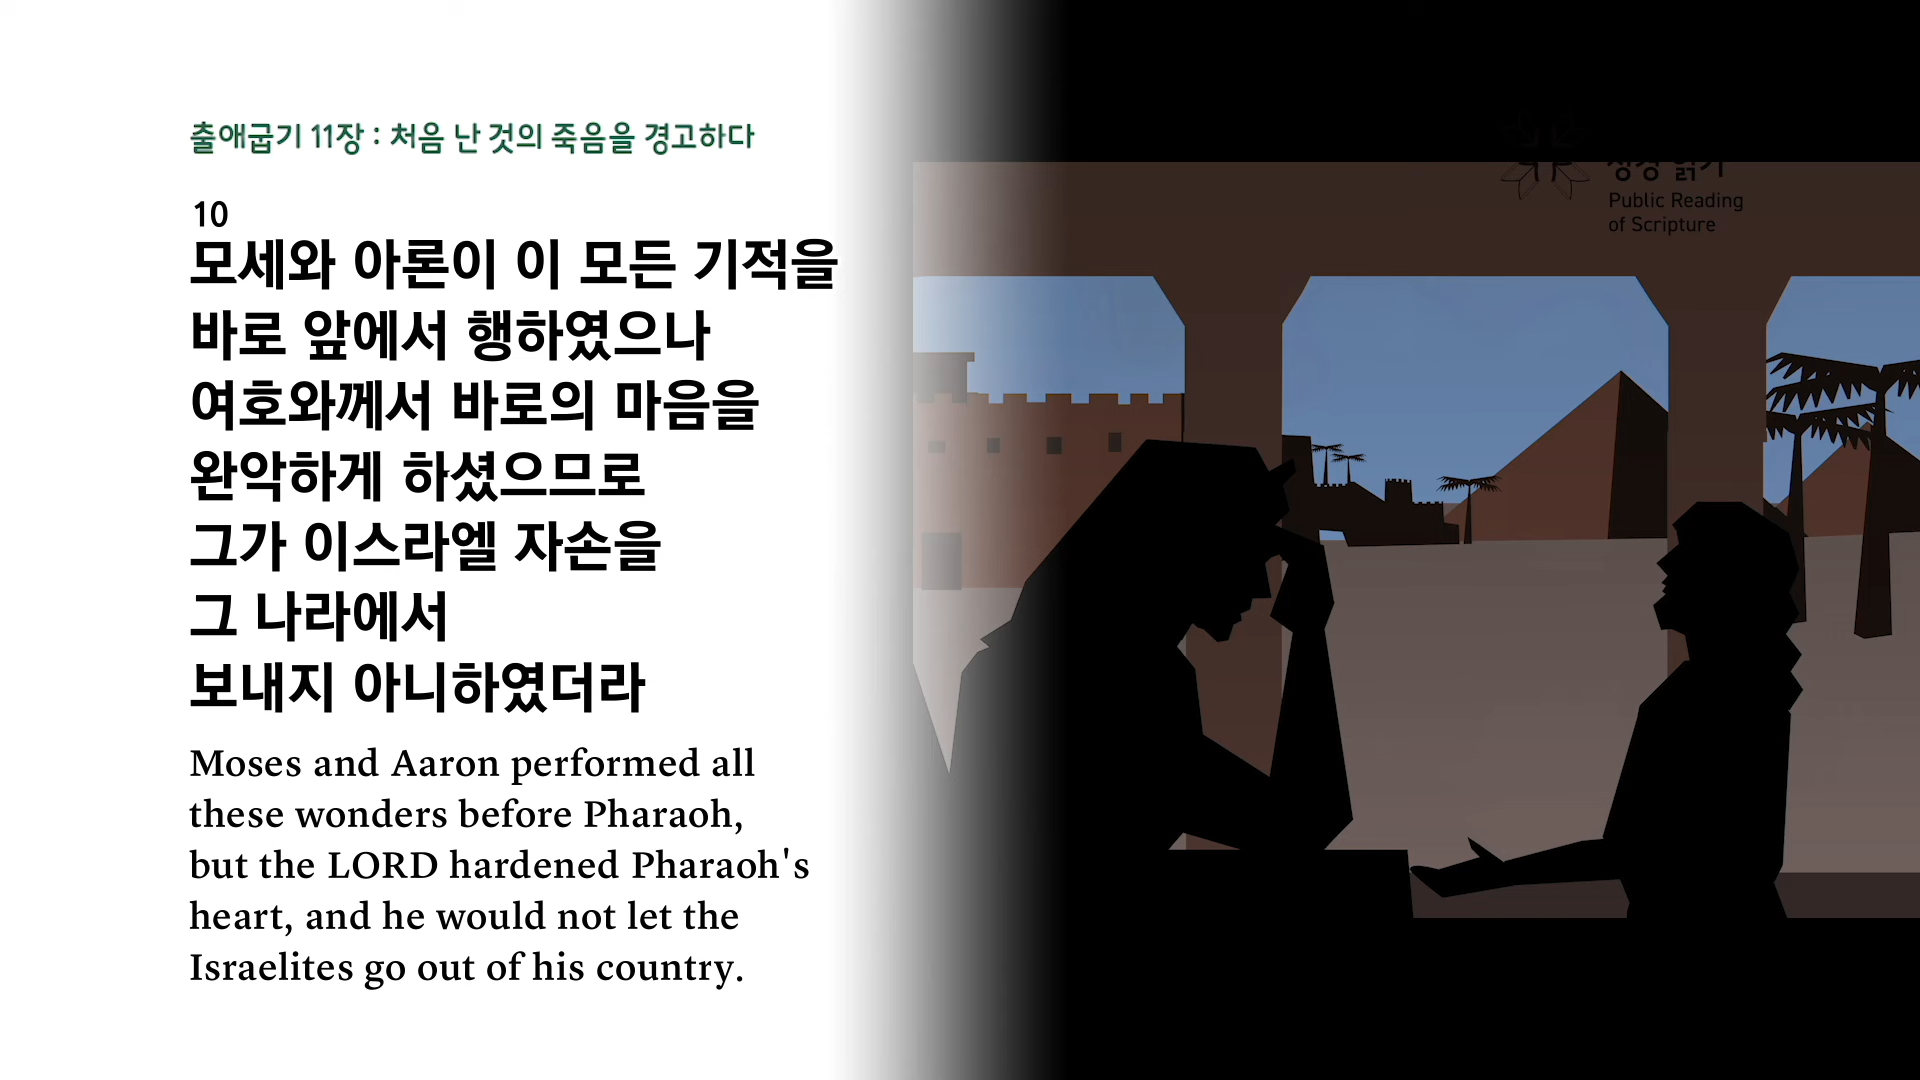 출애굽기 11장 : 처음 난 것의 죽음을 경고하다
10
모세와 아론이 이 모든 기적을
바로 앞에서 행하였으나
여호와께서 바로의 마음을
완악하게 하셨으므로
그가 이스라엘 자손을
그 나라에서
보내지 아니하였더라
Moses and Aaron performed all
these wonders before Pharaoh,
but the LORD hardened Pharaoh's
heart, and he would not let the
Israelites go out of his country.
Public Reading
of Scripture